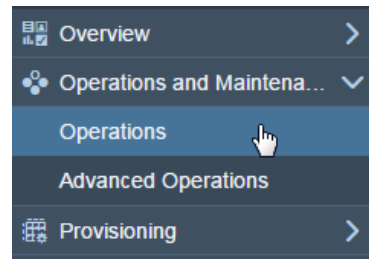 Overview
Operations and Maintena...
Operations
Advanced Operations
Provisioning